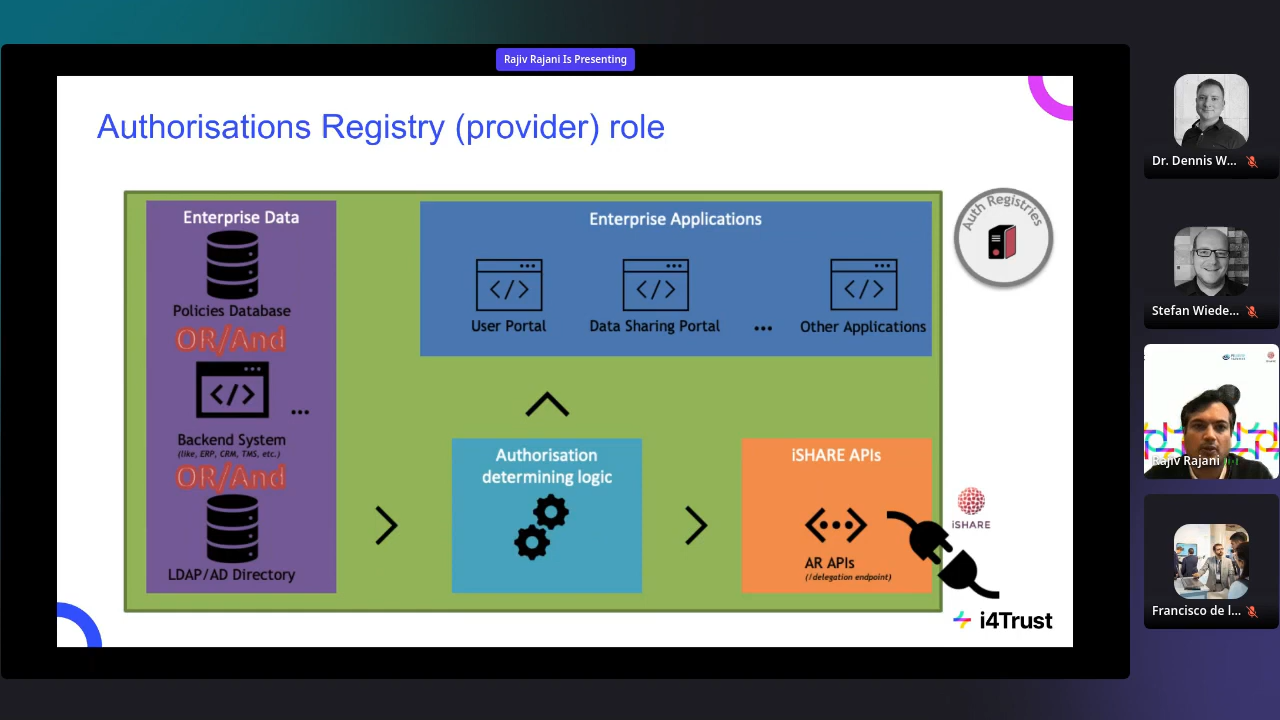 Rajiv Rajani Is Presenting
Authorisations Registry (provider) role
Enterprise Data
Policies Database
OR/And
...
Backend System
(like, ERP, CRM, TMS, etc.)
OR/And
LDAP/AD Directory
Enterprise Applications
User Portal
Data Sharing Portal
...
Other Applications
Authorisation
determining logic
iSHARE APIs
AR APIs
(/delegation endpoint)
Auth Registries
iSHARE
i4Trust
Dr. Dennis W...
Stefan Wiede...
Rajiv Rajani
Francisco de l...